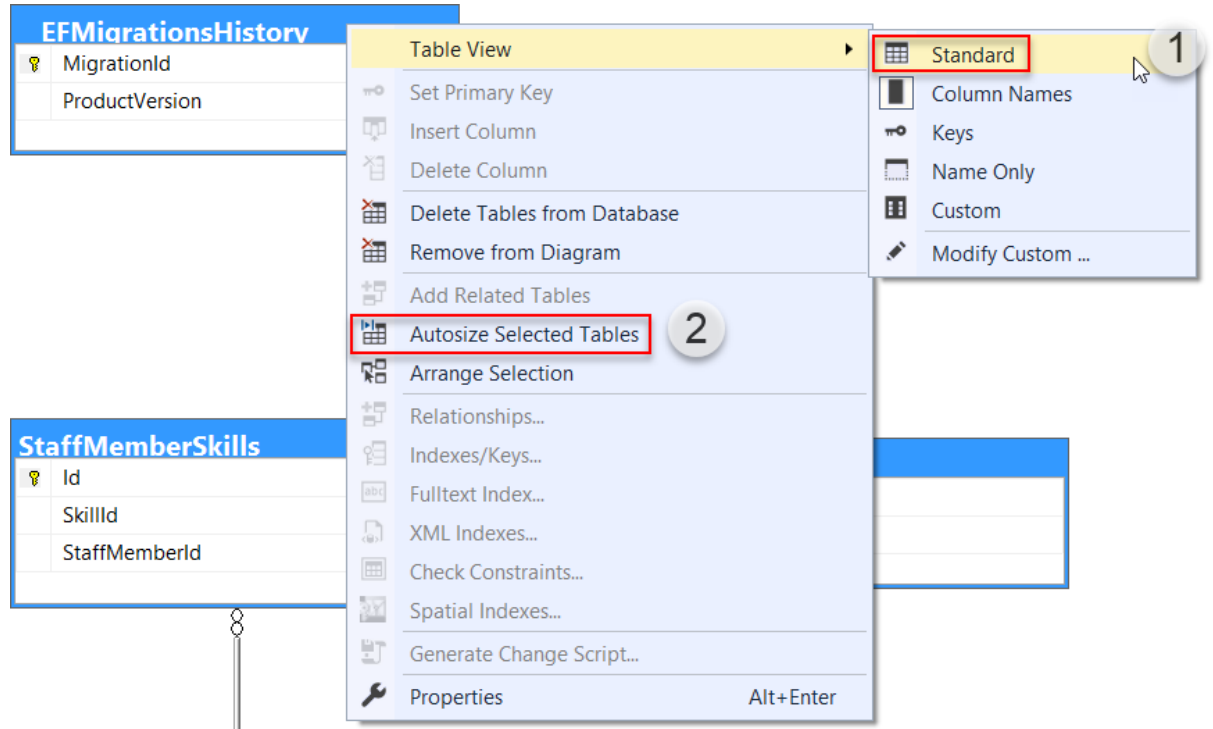 EFMigrationsHistory
MigrationId
ProductVersion
Table View
Set Primary Key
Insert Column
Delete Column
Delete Tables from Database
Remove from Diagram
Add Related Tables
Autosize Selected Tables
2
Arrange Selection
Relationships...
Indexes/Keys...
Fulltext Index...
XML Indexes...
Check Constraints...
Spatial Indexes...
Generate Change Script...
Properties Alt+Enter
Standard
1
Column Names
Keys
Name Only
Custom
Modify Custom ...
StaffMemberSkills
Id
SkillId
StaffMemberId